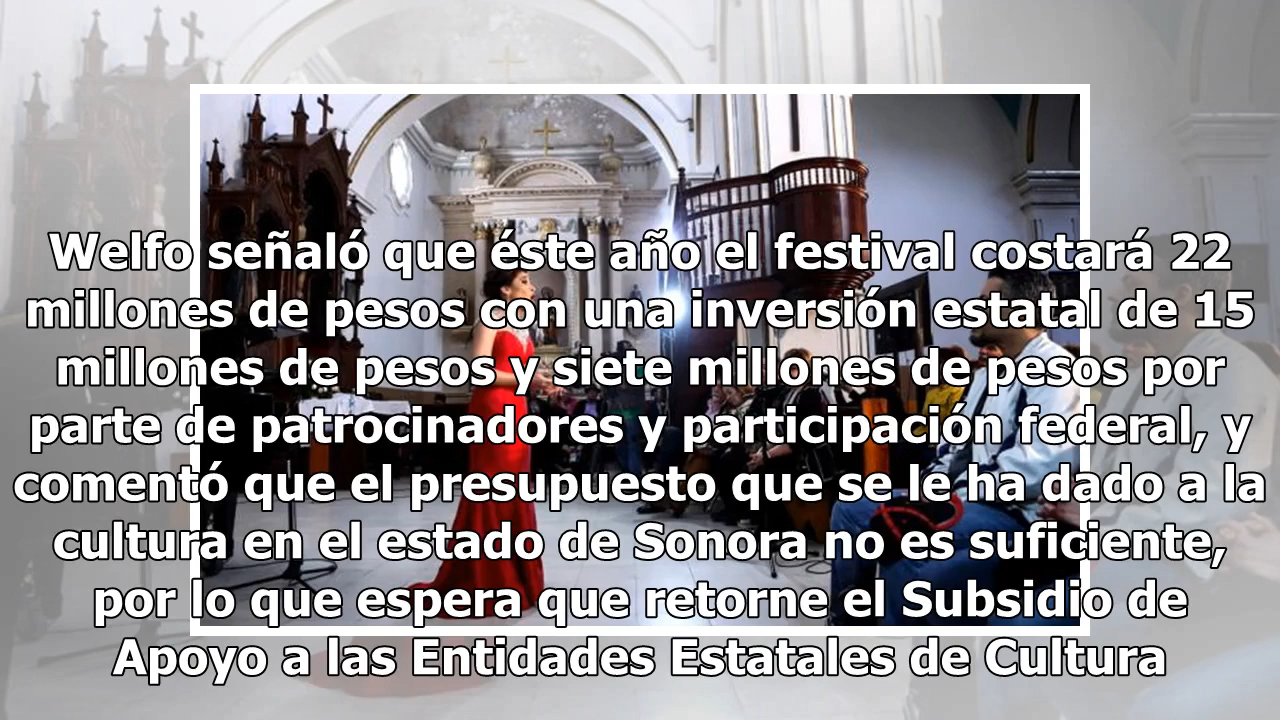 Welfo señaló que éste año el festival costará 22
millones de pesos con una inversión estatal de 15
millones de pesos y siete millones de pesos por
parte de patrocinadores y participación federal, y
comentó que el presupuesto que se le ha dado a la
cultura en el estado de Sonora no es suficiente,
por lo que espera que retorne el Subsidio de
Apoyo a las Entidades Estatales de Cultura